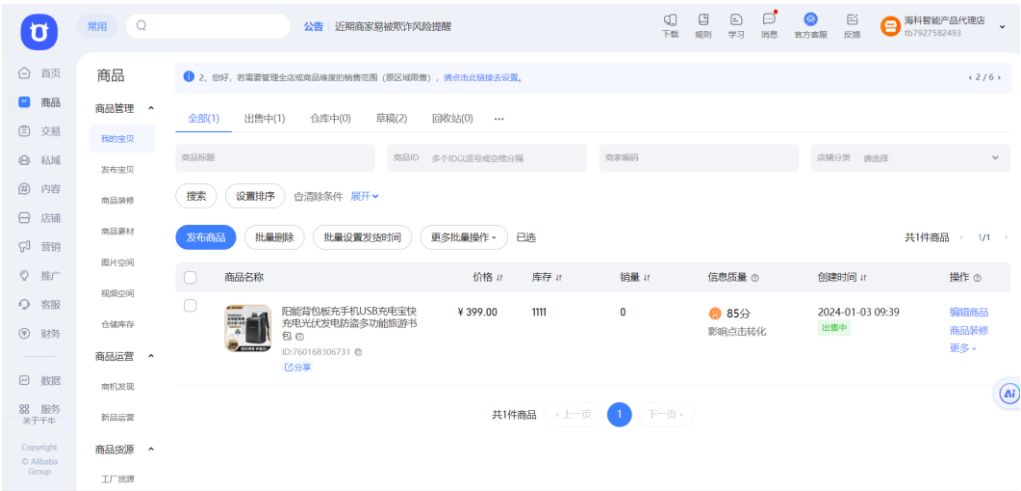 常用
公告 近期商家易被欺诈风险提醒
下载 规则 学习 消息 官方客服 反馈
海科智能产品代理店
tb7927582493
首页
商品
交易
私域
内容
店铺
营销
推广
客服
财务
数据
服务
关于千牛
Copyright
© Alibaba
Group
商品
商品管理
我的宝贝
发布宝贝
商品装修
商品素材
图片空间
视频空间
仓储库存
商品运营
商机发现
新品运营
商品货源
工厂货源
2、您好,若需要管理全店或商品维度的销售范围(原区域限售),请点击此链接去设置。
2 / 6
全部(1) 出售中(1) 仓库中(0) 草稿(2) 回收站(0) ...
商品标题
商品ID 多个ID以逗号或空格分隔
商家编码
店铺分类 请选择
搜索 设置排序 清除条件 展开
发布商品 批量删除 批量设置发货时间 更多批量操作 已选
共1件商品 1/1
商品名称 价格 库存 销量 信息质量 创建时间 操作
阳能背包板充手机USB充电宝快
充电光伏发电防盗多功能旅游书
包
ID:760168306731
分享
¥ 399.00
1111
0
85分
影响点击转化
2024-01-03 09:39
出售中
编辑商品
商品装修
更多
共1件商品 上一页 1 下一页
Ai